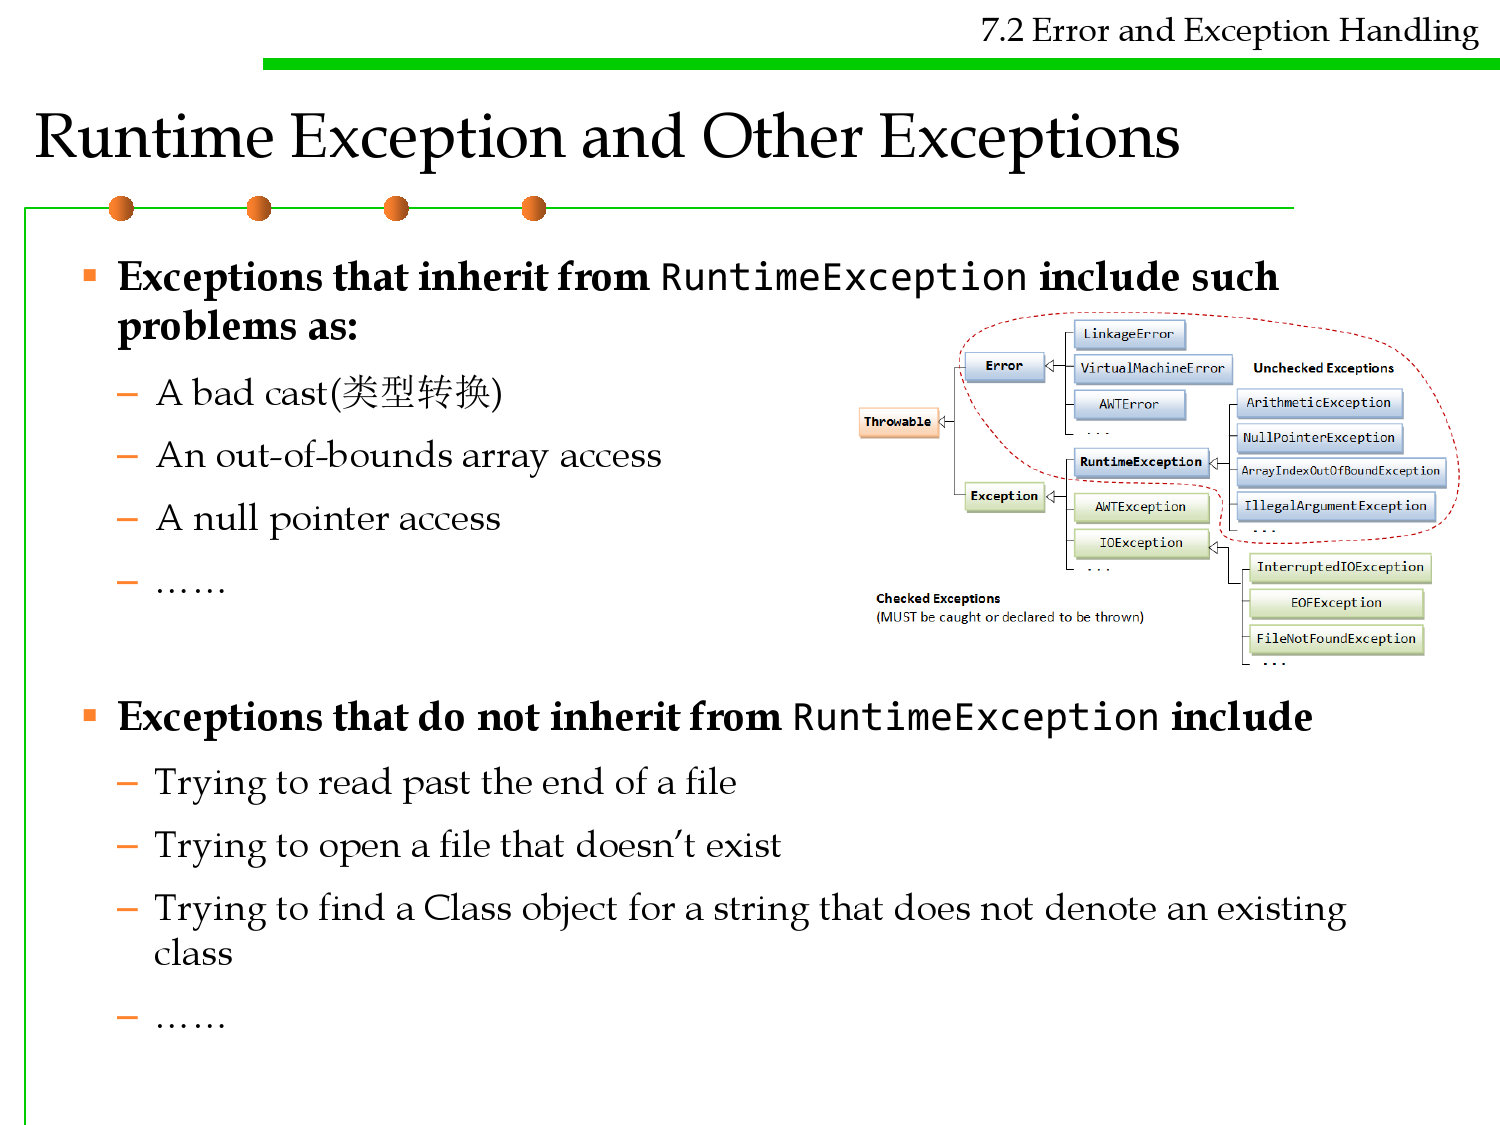 7.2 Error and Exception Handling
Runtime Exception and Other Exceptions
▪ Exceptions that inherit from RuntimeException include such
problems as:
– A bad cast(类型转换)
– An out-of-bounds array access
– A null pointer access
– ……
LinkageError
Error
VirtualMachineError
Unchecked Exceptions
AWTError
ArithmeticException
Throwable
...
NullPointerException
RuntimeException
ArrayIndexOutOfBoundException
Exception
AWTException
IllegalArgumentException
...
IOException
...
InterruptedIOException
Checked Exceptions
EOFException
(MUST be caught or declared to be thrown)
FileNotFoundException
...
▪ Exceptions that do not inherit from RuntimeException include
– Trying to read past the end of a file
– Trying to open a file that doesn’t exist
– Trying to find a Class object for a string that does not denote an existing
class
– ……